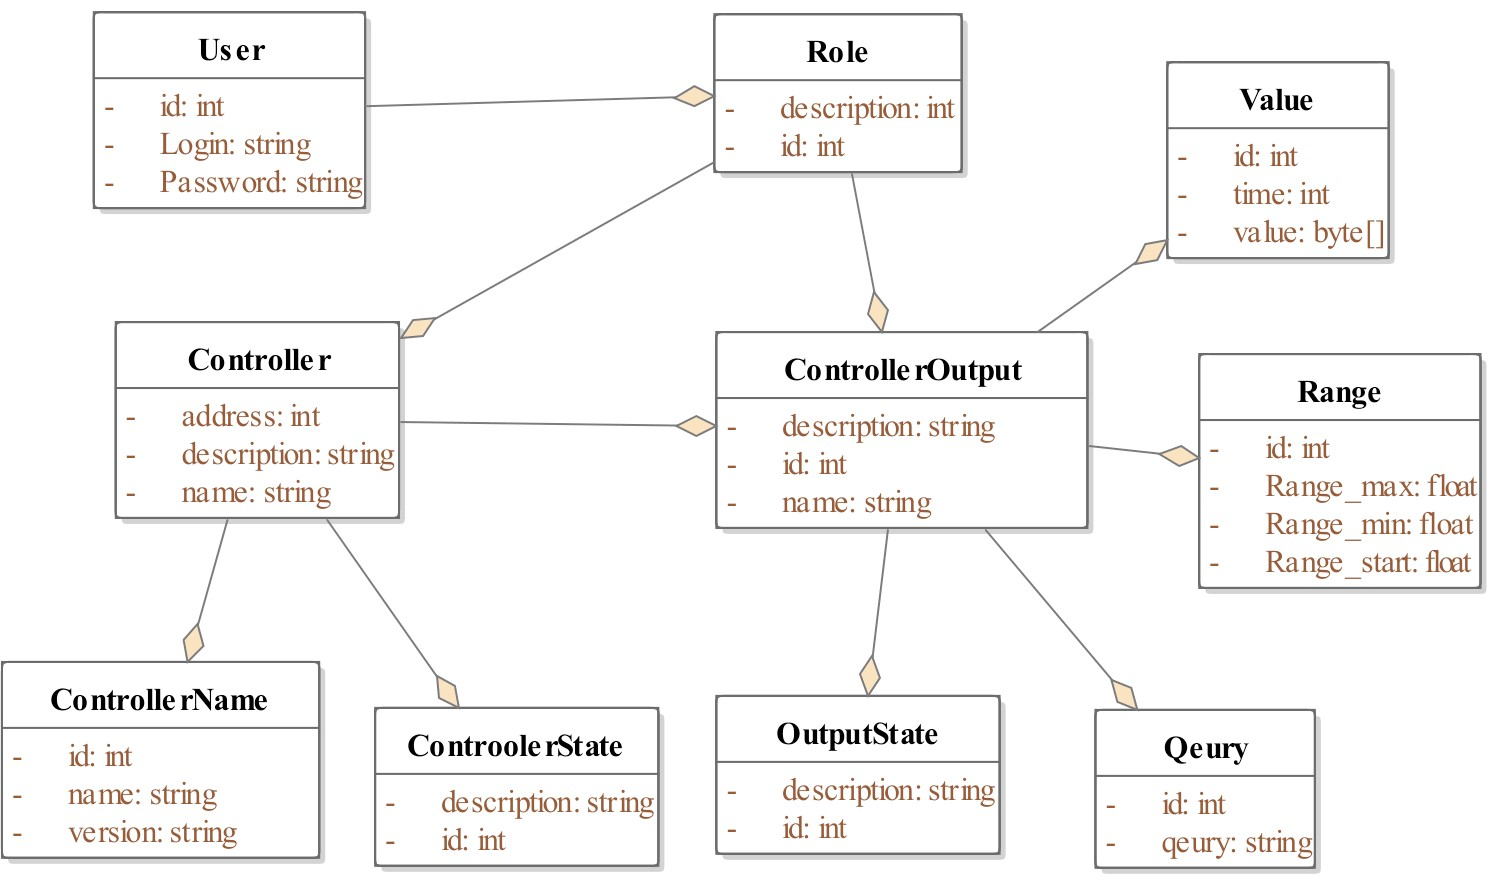 User
- id: int
- Login: string
- Password: string
Role
- description: int
- id: int
Value
- id: int
- time: int
- value: byte[]
Controller
- address: int
- description: string
- name: string
ControllerOutput
- description: string
- id: int
- name: string
Range
- id: int
- Range_max: float
- Range_min: float
- Range_start: float
ControllerName
- id: int
- name: string
- version: string
ControolerState
- description: string
- id: int
OutputState
- description: string
- id: int
Qeury
- id: int
- qeury: string